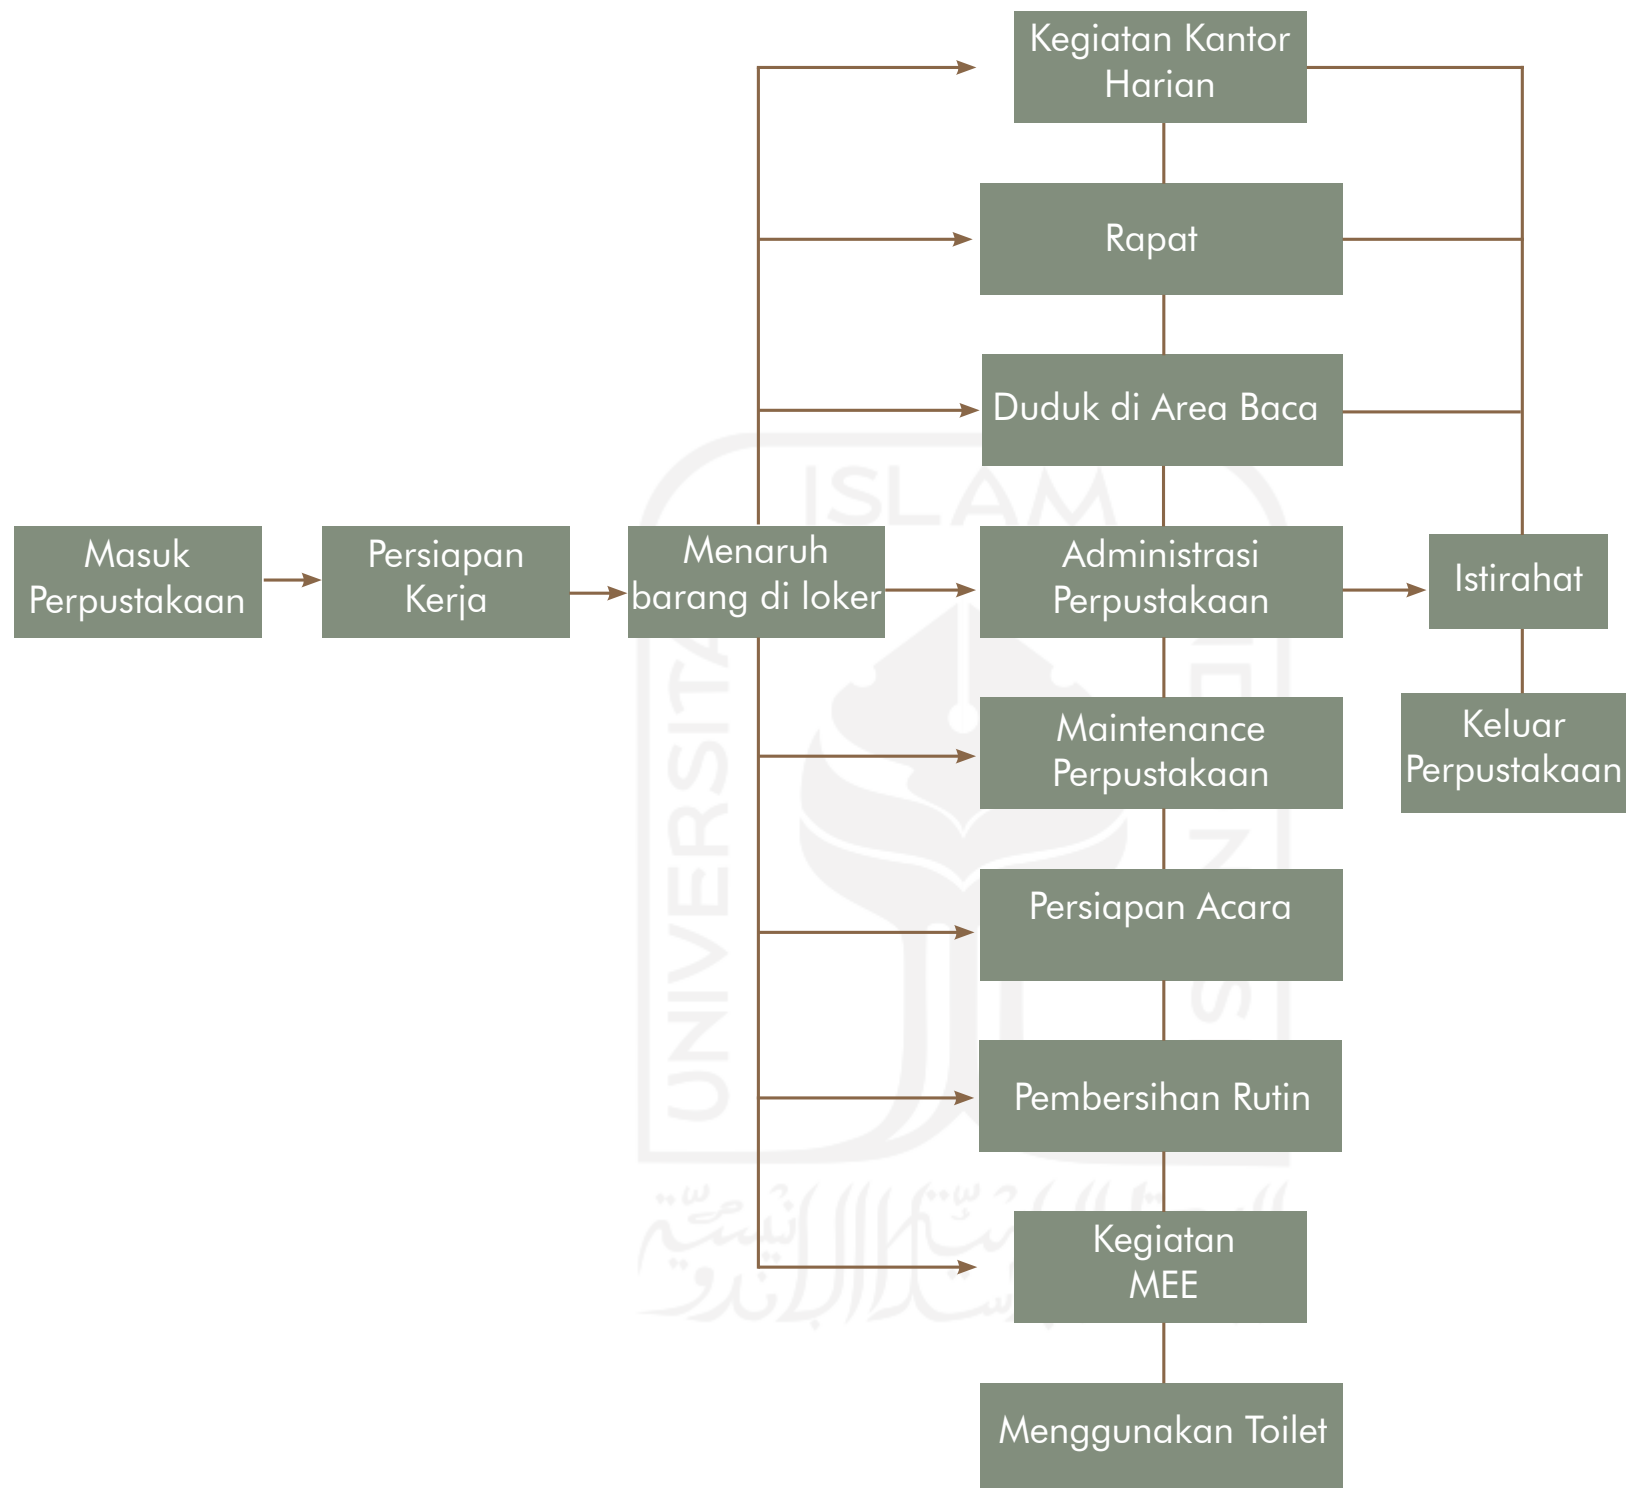 Kegiatan Kantor
Harian
Rapat
Duduk di Area Baca
Masuk
Perpustakaan
Persiapan
Kerja
Menaruh
barang di loker
Administrasi
Perpustakaan
Istirahat
Maintenance
Perpustakaan
Keluar
Perpustakaan
Persiapan Acara
Pembersihan Rutin
Kegiatan
MEE
Menggunakan Toilet
ISLAM